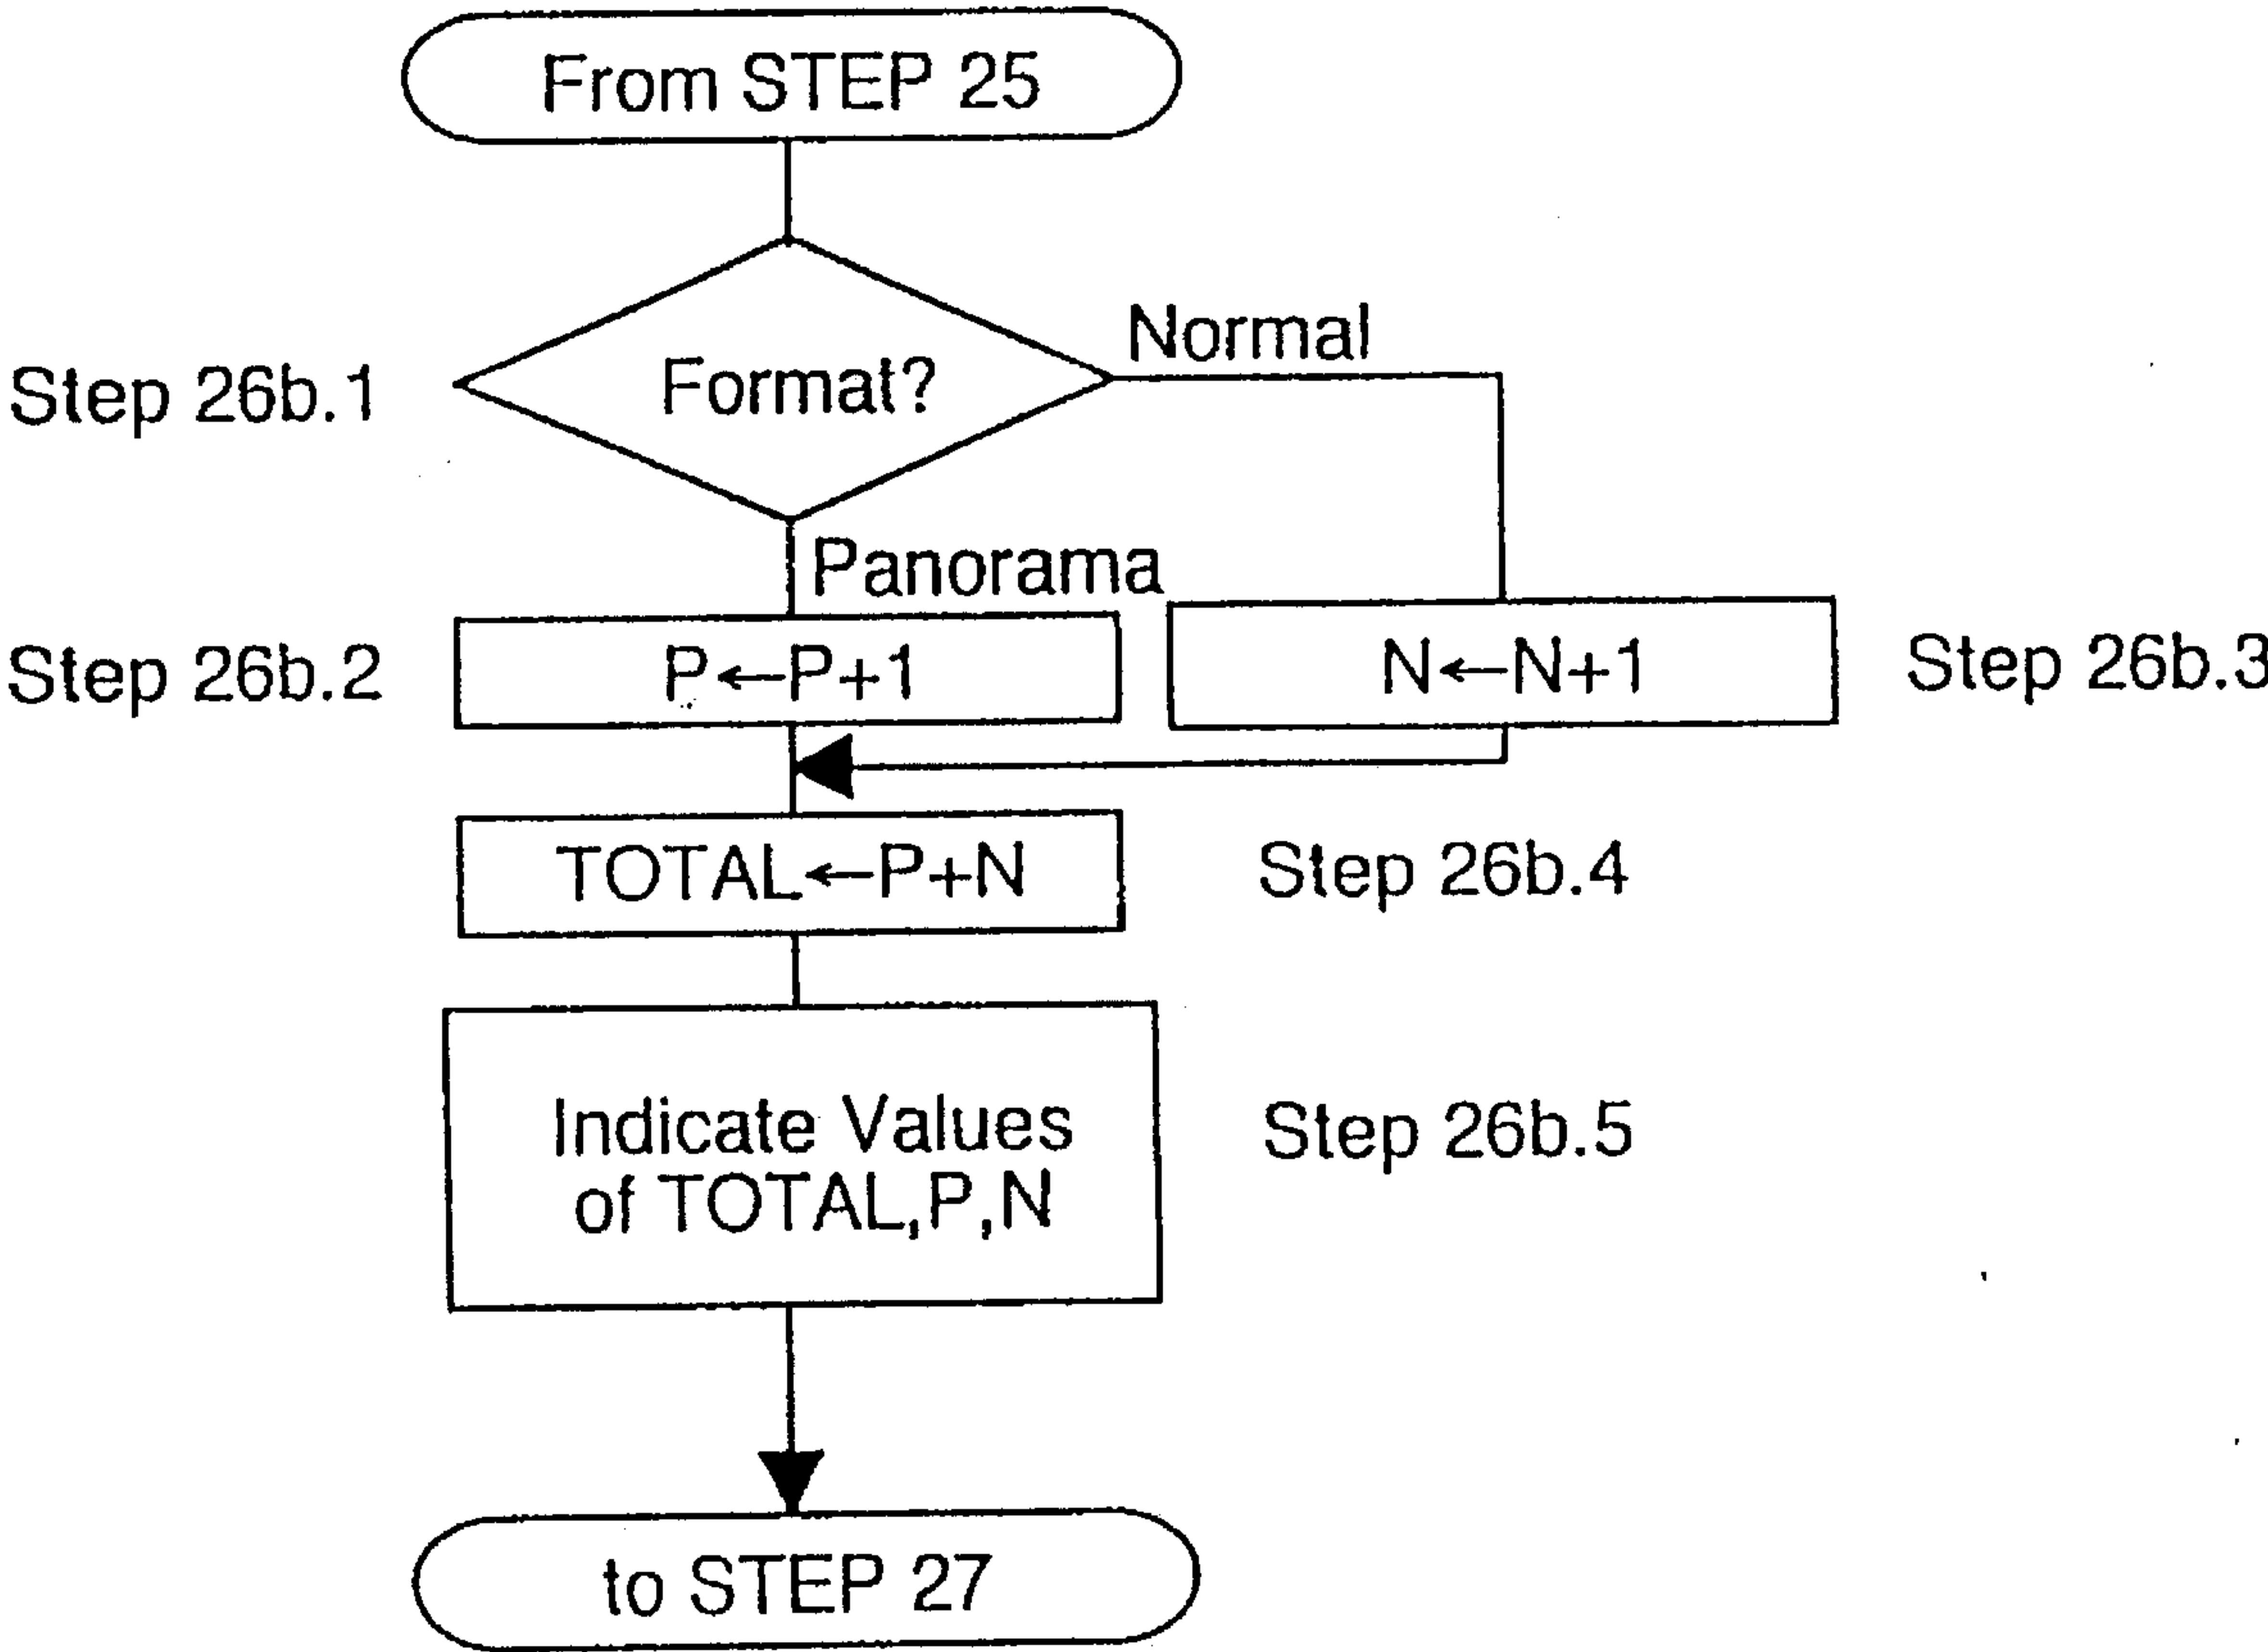 From STEP 25
Step 26b.1
Format?
Normal
Panorama
Step 26b.2
P←P+1
N←N+1
Step 26b.3
TOTAL←P+N
Step 26b.4
Indicate Values
of TOTAL,P,N
Step 26b.5
to STEP 27